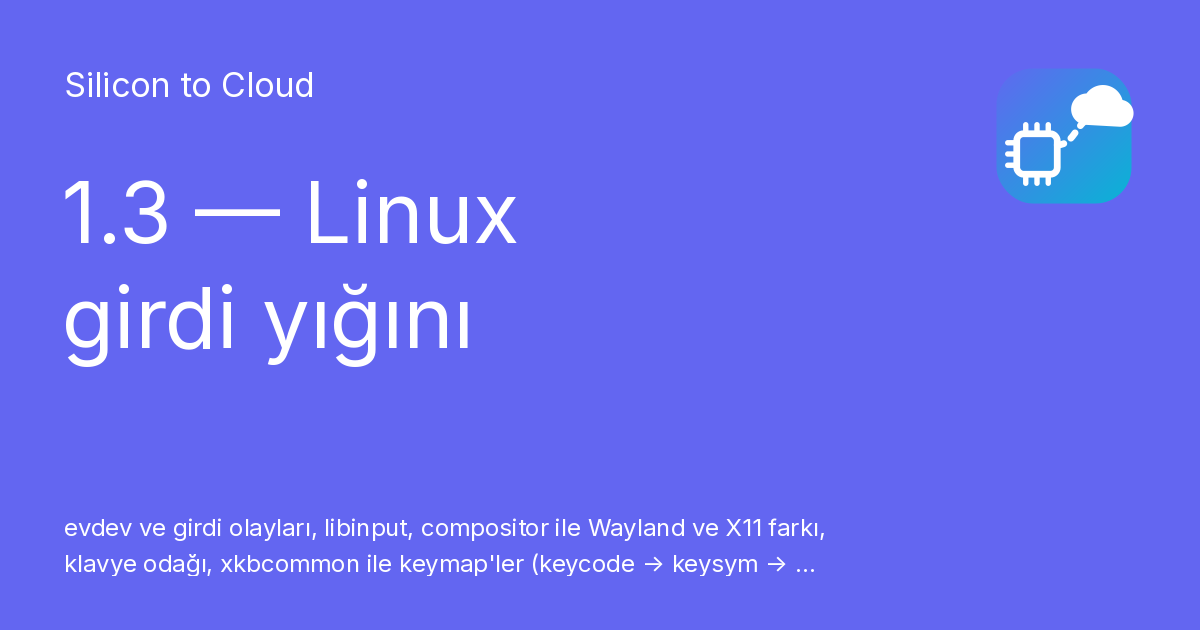 Silicon to Cloud
1.3 — Linux
girdi yığını
evdev ve girdi olayları, libinput, compositor ile Wayland ve X11 farkı,
klavye odağı, xkbcommon ile keymap'ler (keycode → keysym → ...